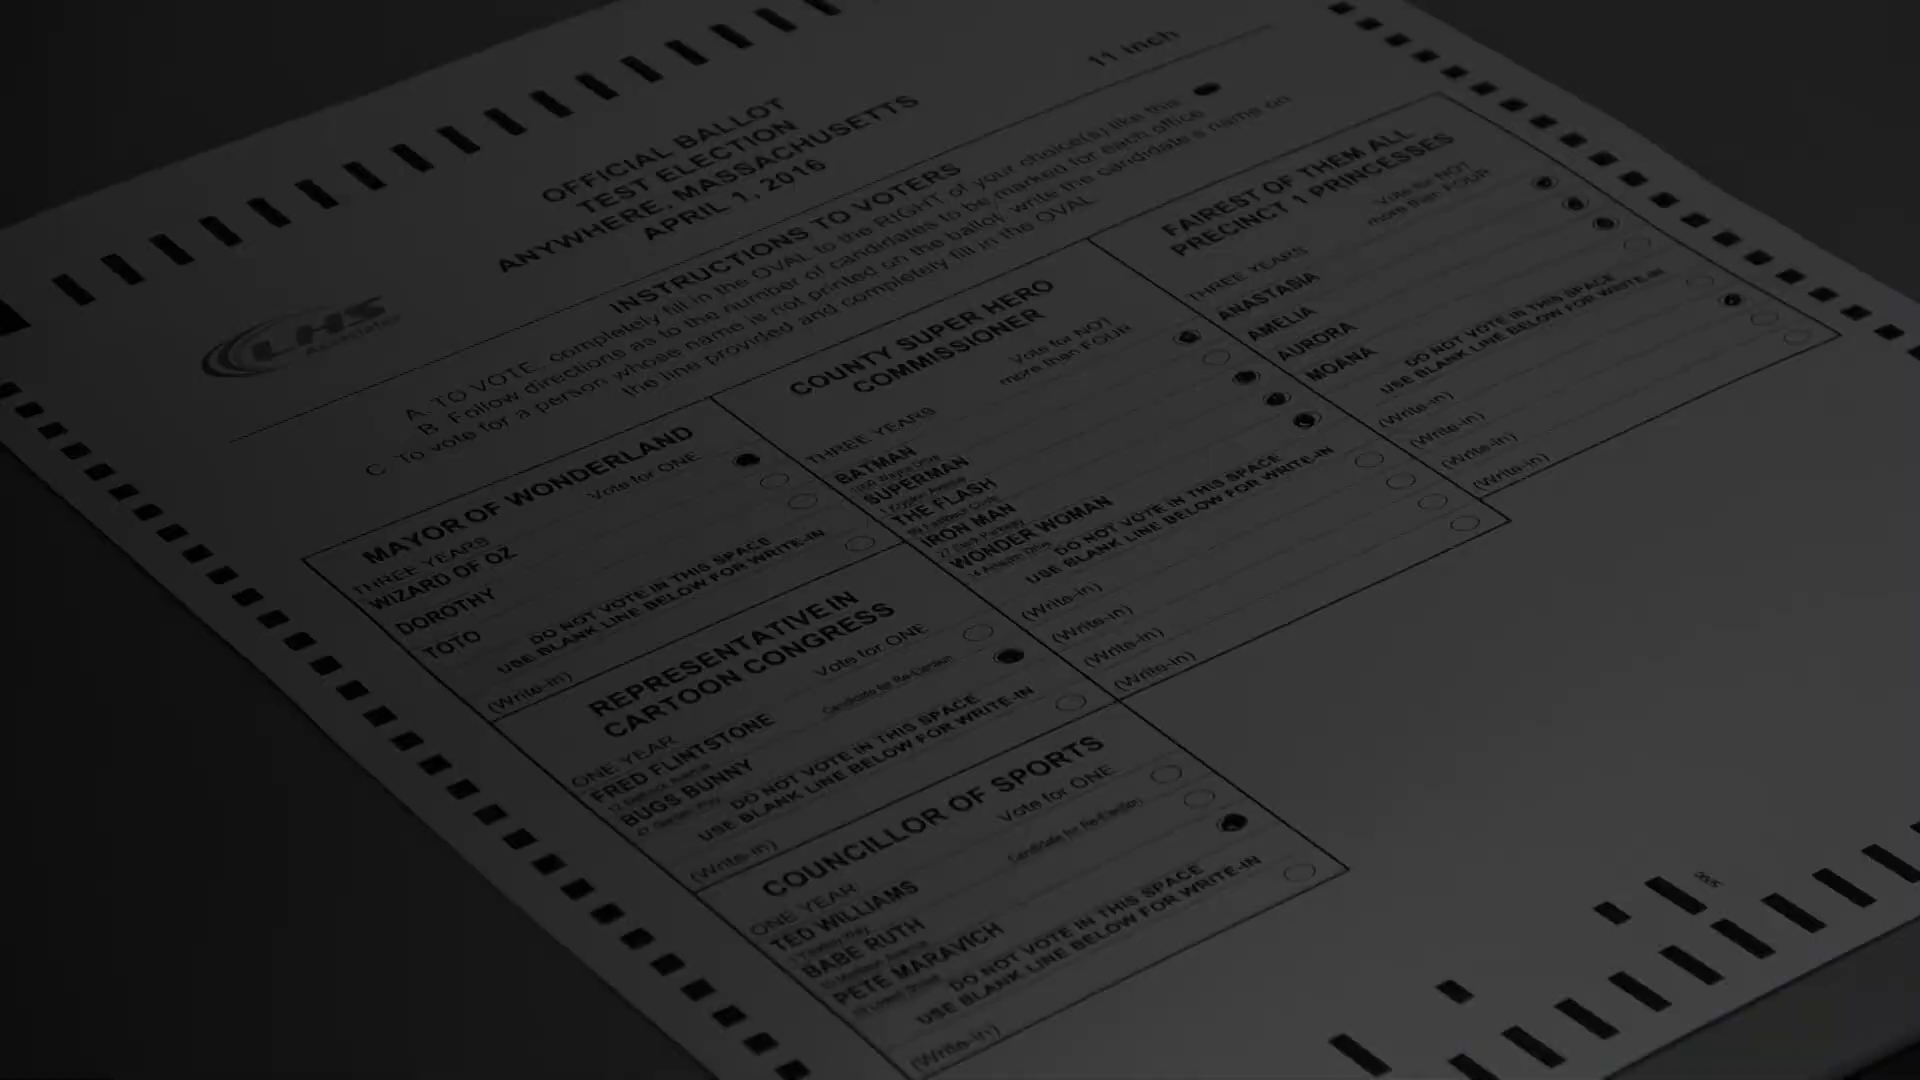 11 inch
OFFICIAL BALLOT
TEST ELECTION
ANYWHERE, MASSACHUSETTS
APRIL 1, 2016
LHS
Associates
INSTRUCTIONS TO VOTERS
A. TO VOTE, completely fill in the OVAL to the RIGHT of your choice(s) like this
B. Follow directions as to the number of candidates to be marked for each office
C. To vote for a person whose name is not printed on the ballot, write the candidate's name on
the line provided and completely fill in the OVAL
MAYOR OF WONDERLAND
THREE YEARS
Vote for ONE
WIZARD OF OZ
DOROTHY
TOTO
DO NOT VOTE IN THIS SPACE
USE BLANK LINE BELOW FOR WRITE-IN
(Write-in)
REPRESENTATIVE IN
CARTOON CONGRESS
ONE YEAR
Vote for ONE
FRED FLINTSTONE
Candidate for Re-Election
BUGS BUNNY
DO NOT VOTE IN THIS SPACE
USE BLANK LINE BELOW FOR WRITE-IN
(Write-in)
COUNCILLOR OF SPORTS
ONE YEAR
Vote for ONE
TED WILLIAMS
Candidate for Re-Election
BABE RUTH
PETE MARAVICH
DO NOT VOTE IN THIS SPACE
USE BLANK LINE BELOW FOR WRITE-IN
(Write-in)
COUNTY SUPER HERO
COMMISSIONER
THREE YEARS
Vote for NOT
more than FOUR
BATMAN
SUPERMAN
THE FLASH
IRON MAN
WONDER WOMAN
DO NOT VOTE IN THIS SPACE
USE BLANK LINE BELOW FOR WRITE-IN
(Write-in)
(Write-in)
(Write-in)
(Write-in)
FAIREST OF THEM ALL
PRECINCT 1 PRINCESSES
THREE YEARS
Vote for NOT
more than FOUR
ANASTASIA
AMELIA
AURORA
MOANA
DO NOT VOTE IN THIS SPACE
USE BLANK LINE BELOW FOR WRITE-IN
(Write-in)
(Write-in)
(Write-in)
(Write-in)